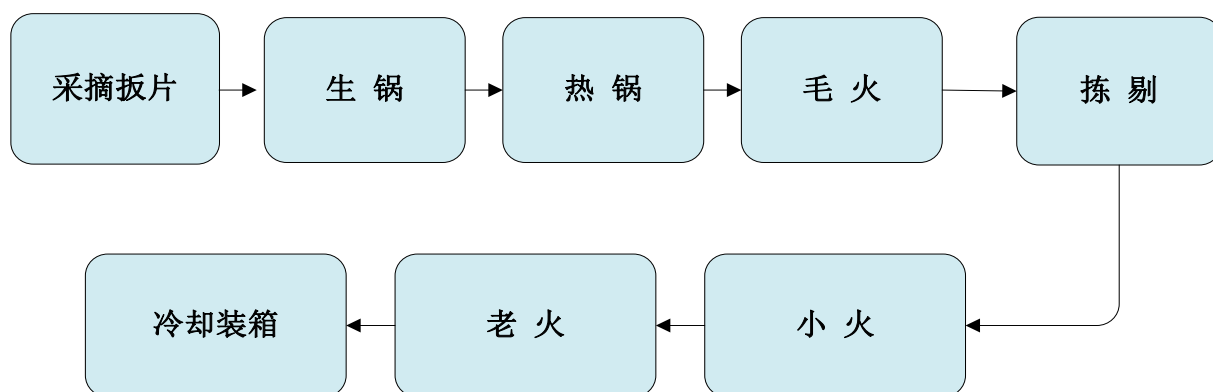 采摘扳片
生 锅
热 锅
毛 火
拣 剔
小 火
老 火
冷却装箱